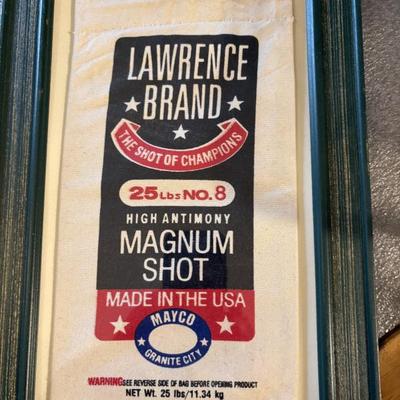 LAWRENCE
BRAND
THE SHOT OF CHAMPIONS
25 Lbs NO. 8
HIGH ANTIMONY
MAGNUM
SHOT
MADE IN THE USA
MAYCO
GRANITE CITY
WARNING SEE REVERSE SIDE OF BAG BEFORE OPENING PRODUCT
NET WT. 25 lbs/11.34 kg